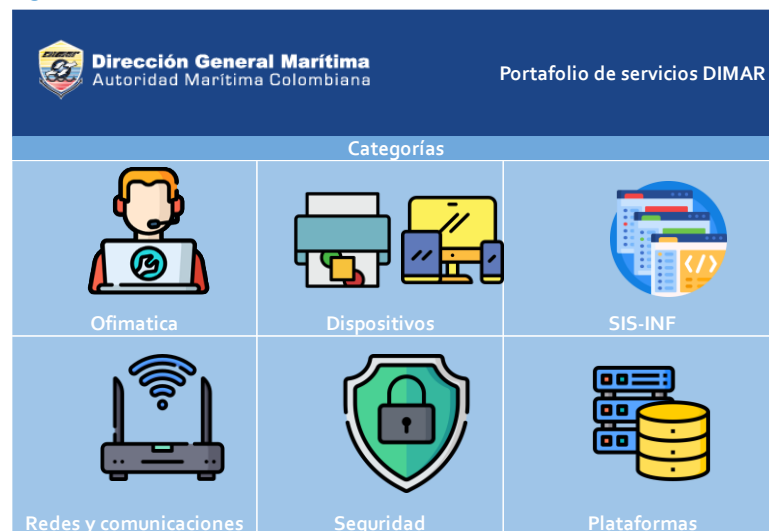 Dirección General Marítima
Autoridad Marítima Colombiana
Portafolio de servicios DIMAR
Categorías
Ofimatica
Dispositivos
SIS-INF
Redes y comunicaciones
Seguridad
Plataformas